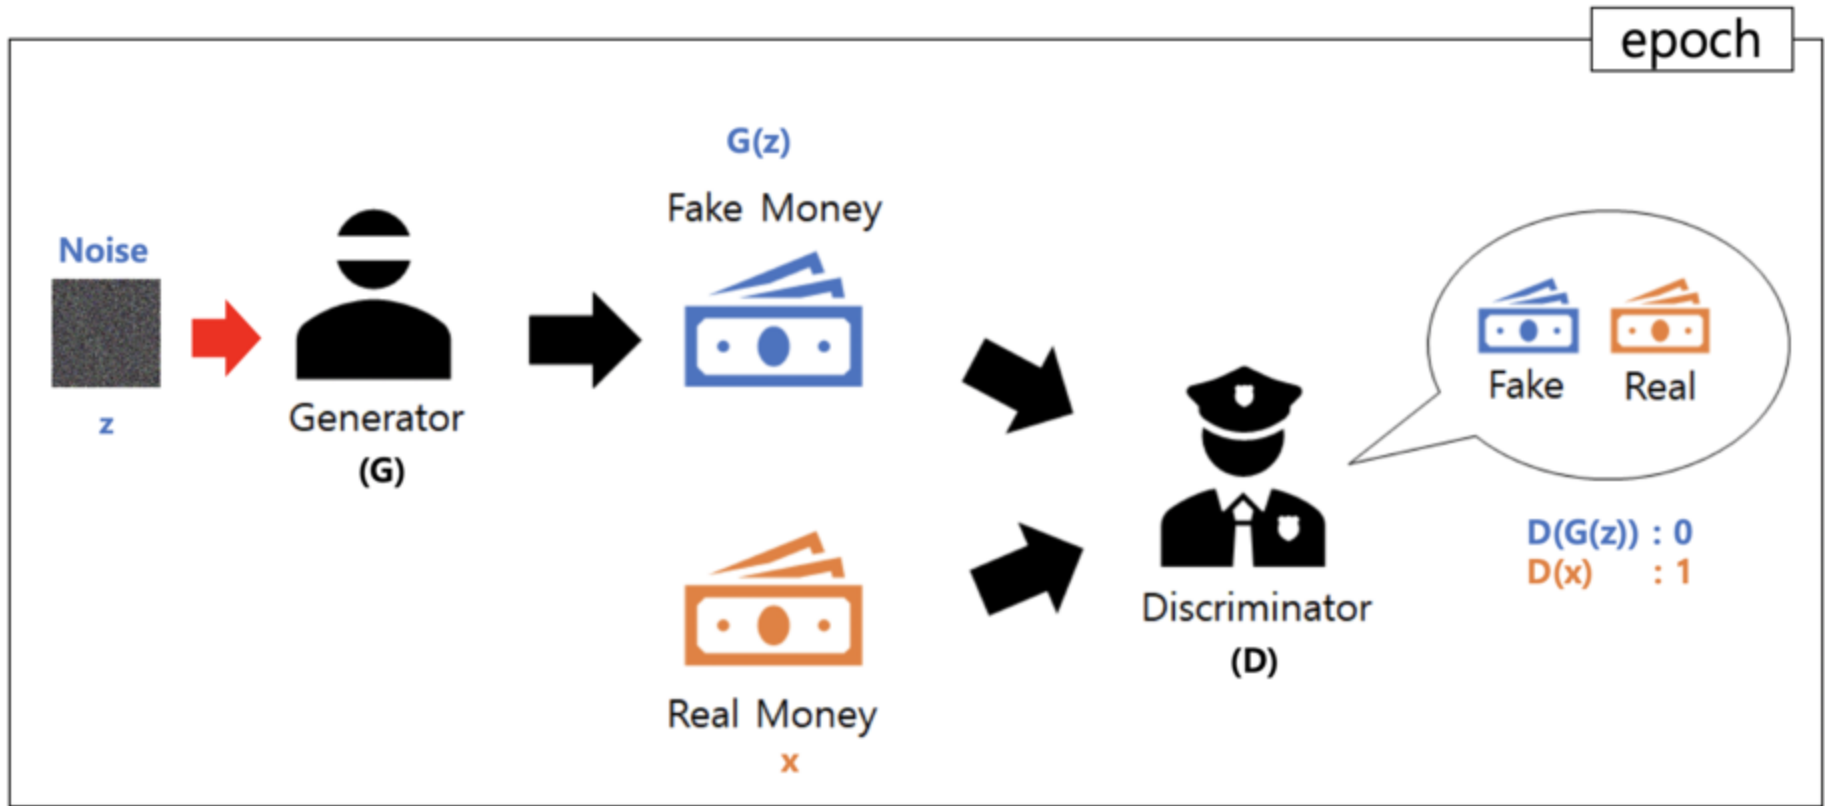 epoch
G(z)
Fake Money
Noise
z
Generator
(G)
Fake
Real
D(G(z)) : 0
D(x) : 1
Discriminator
(D)
Real Money
x